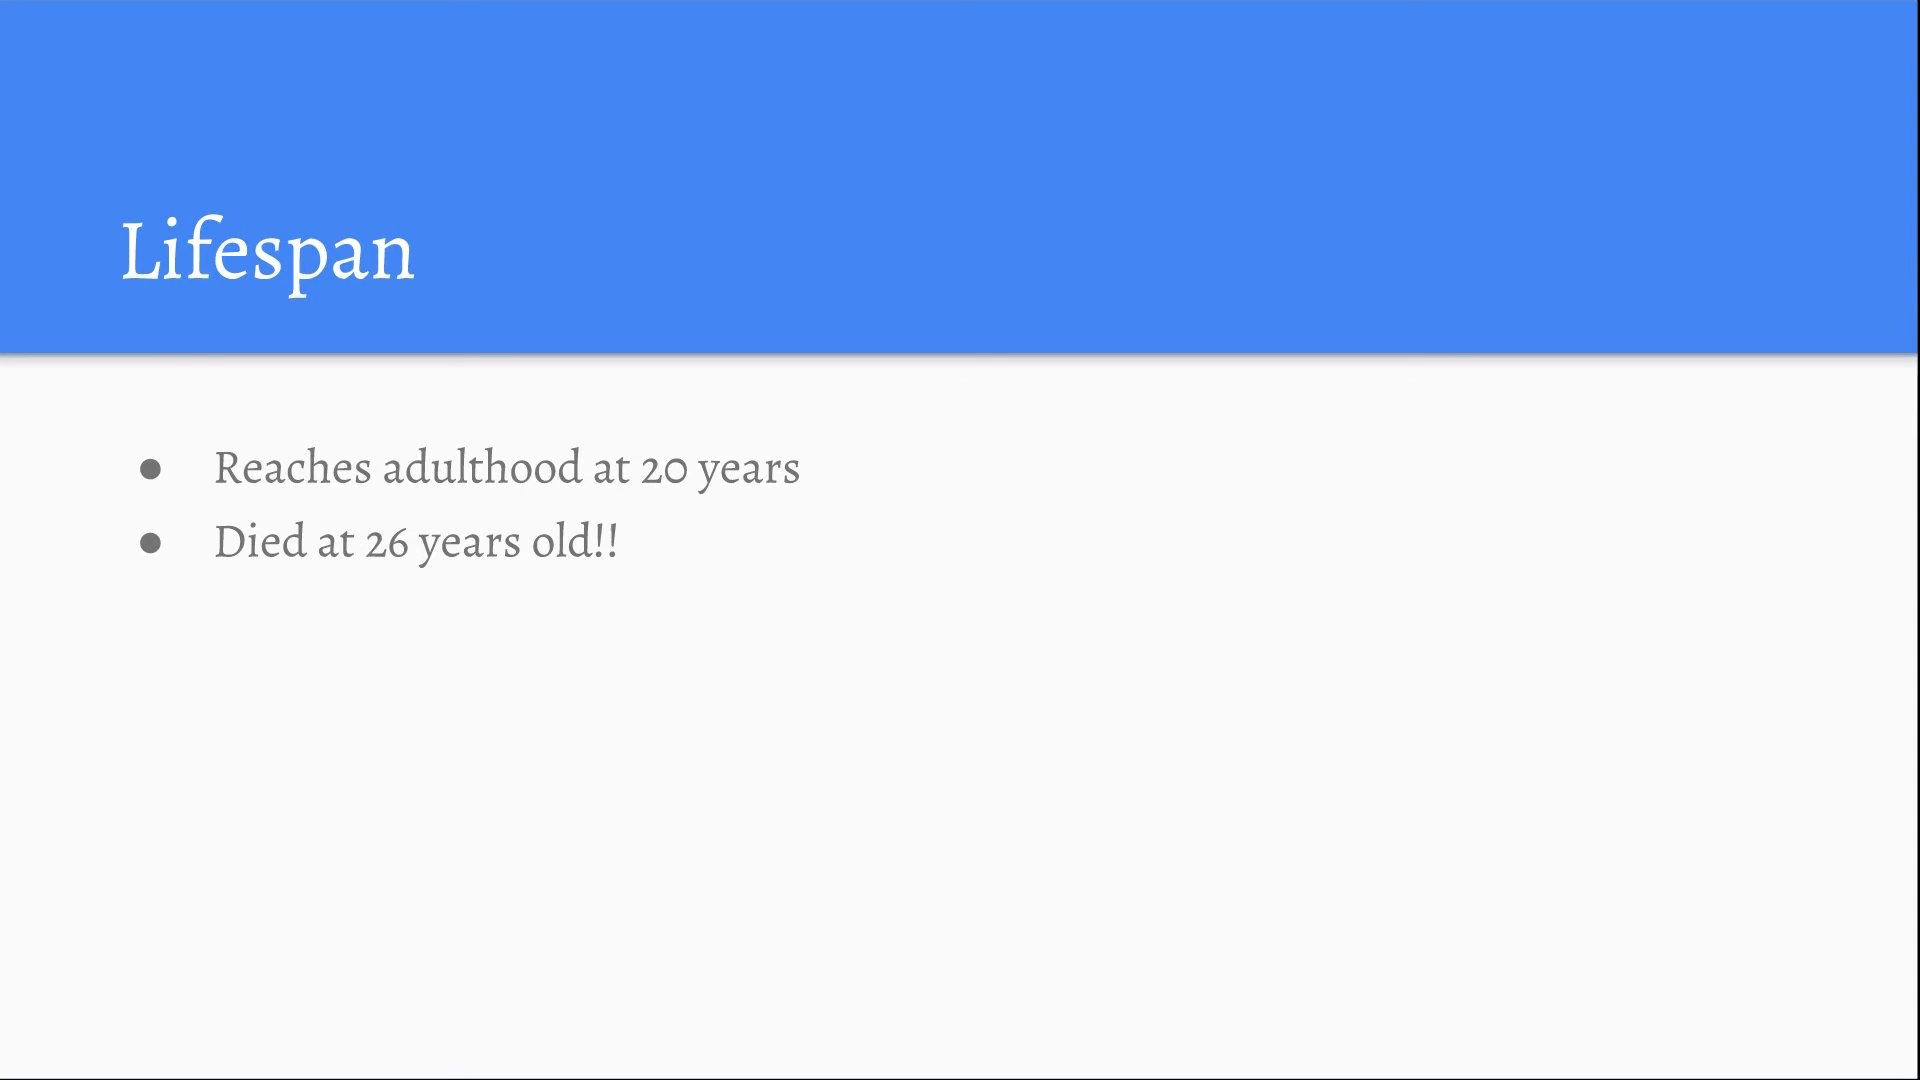 Lifespan
● Reaches adulthood at 20 years
● Died at 26 years old!!